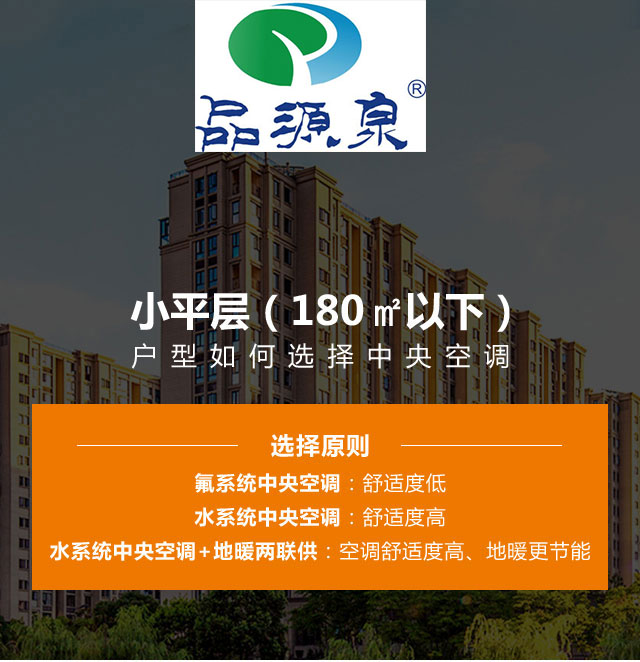 品源泉®
小平层(180㎡以下)
户型如何选择中央空调
选择原则
氟系统中央空调:舒适度低
水系统中央空调:舒适度高
水系统中央空调+地暖两联供:空调舒适度高、地暖更节能